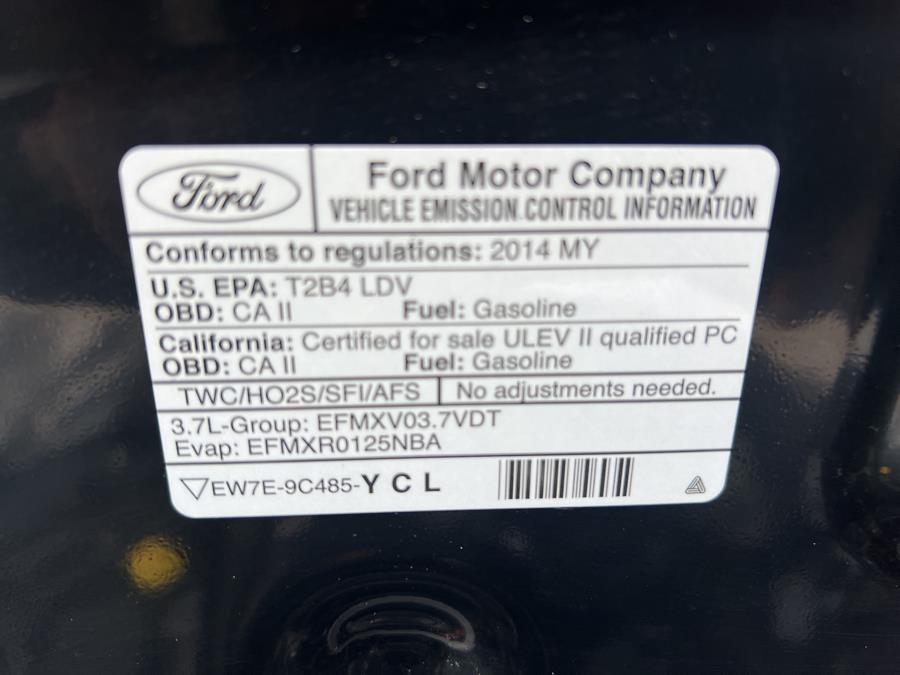 Ford
Ford Motor Company
VEHICLE EMISSION CONTROL INFORMATION
Conforms to regulations: 2014 MY
U.S. EPA: T2B4 LDV
OBD: CA II Fuel: Gasoline
California: Certified for sale ULEV II qualified PC
OBD: CA II Fuel: Gasoline
TWC/HO2S/SFI/AFS No adjustments needed.
3.7L-Group: EFMXV03.7VDT
Evap: EFMXR0125NBA
EW7E-9C485-Y C L